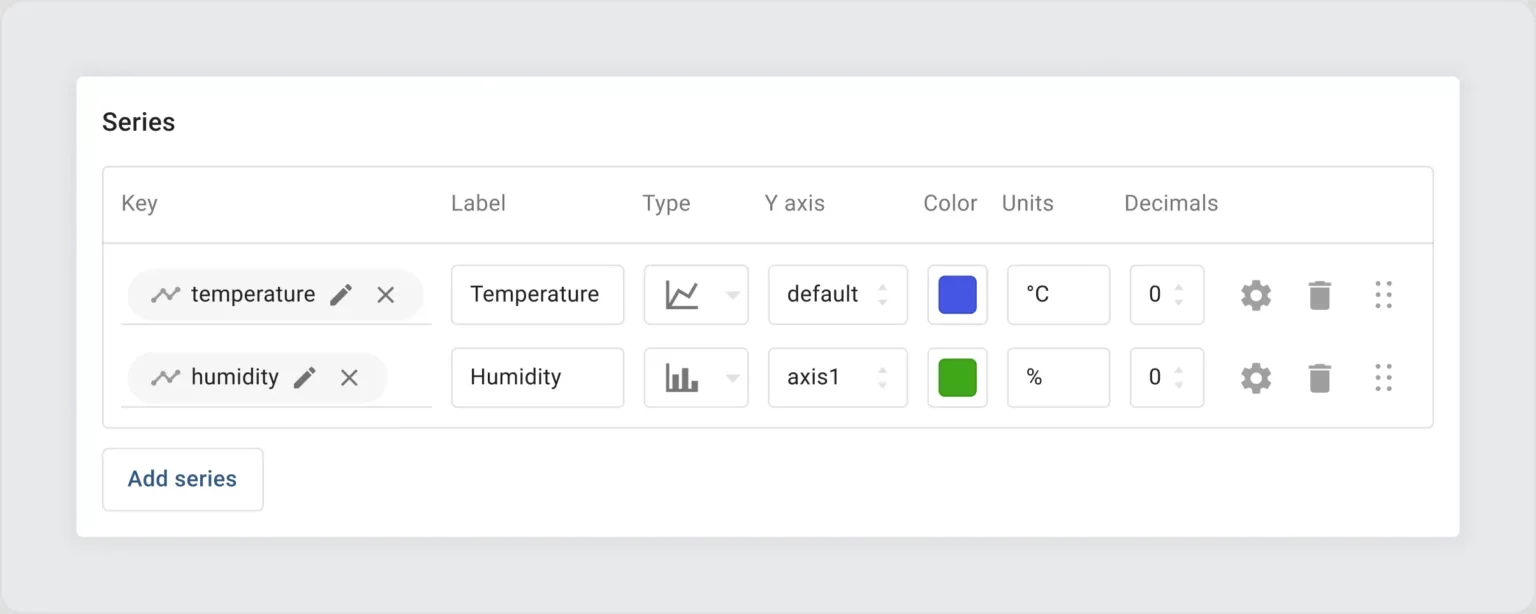 Series
Key Label Type Y axis Color Units Decimals
temperature Temperature default °C 0
humidity Humidity axis1 % 0
Add series